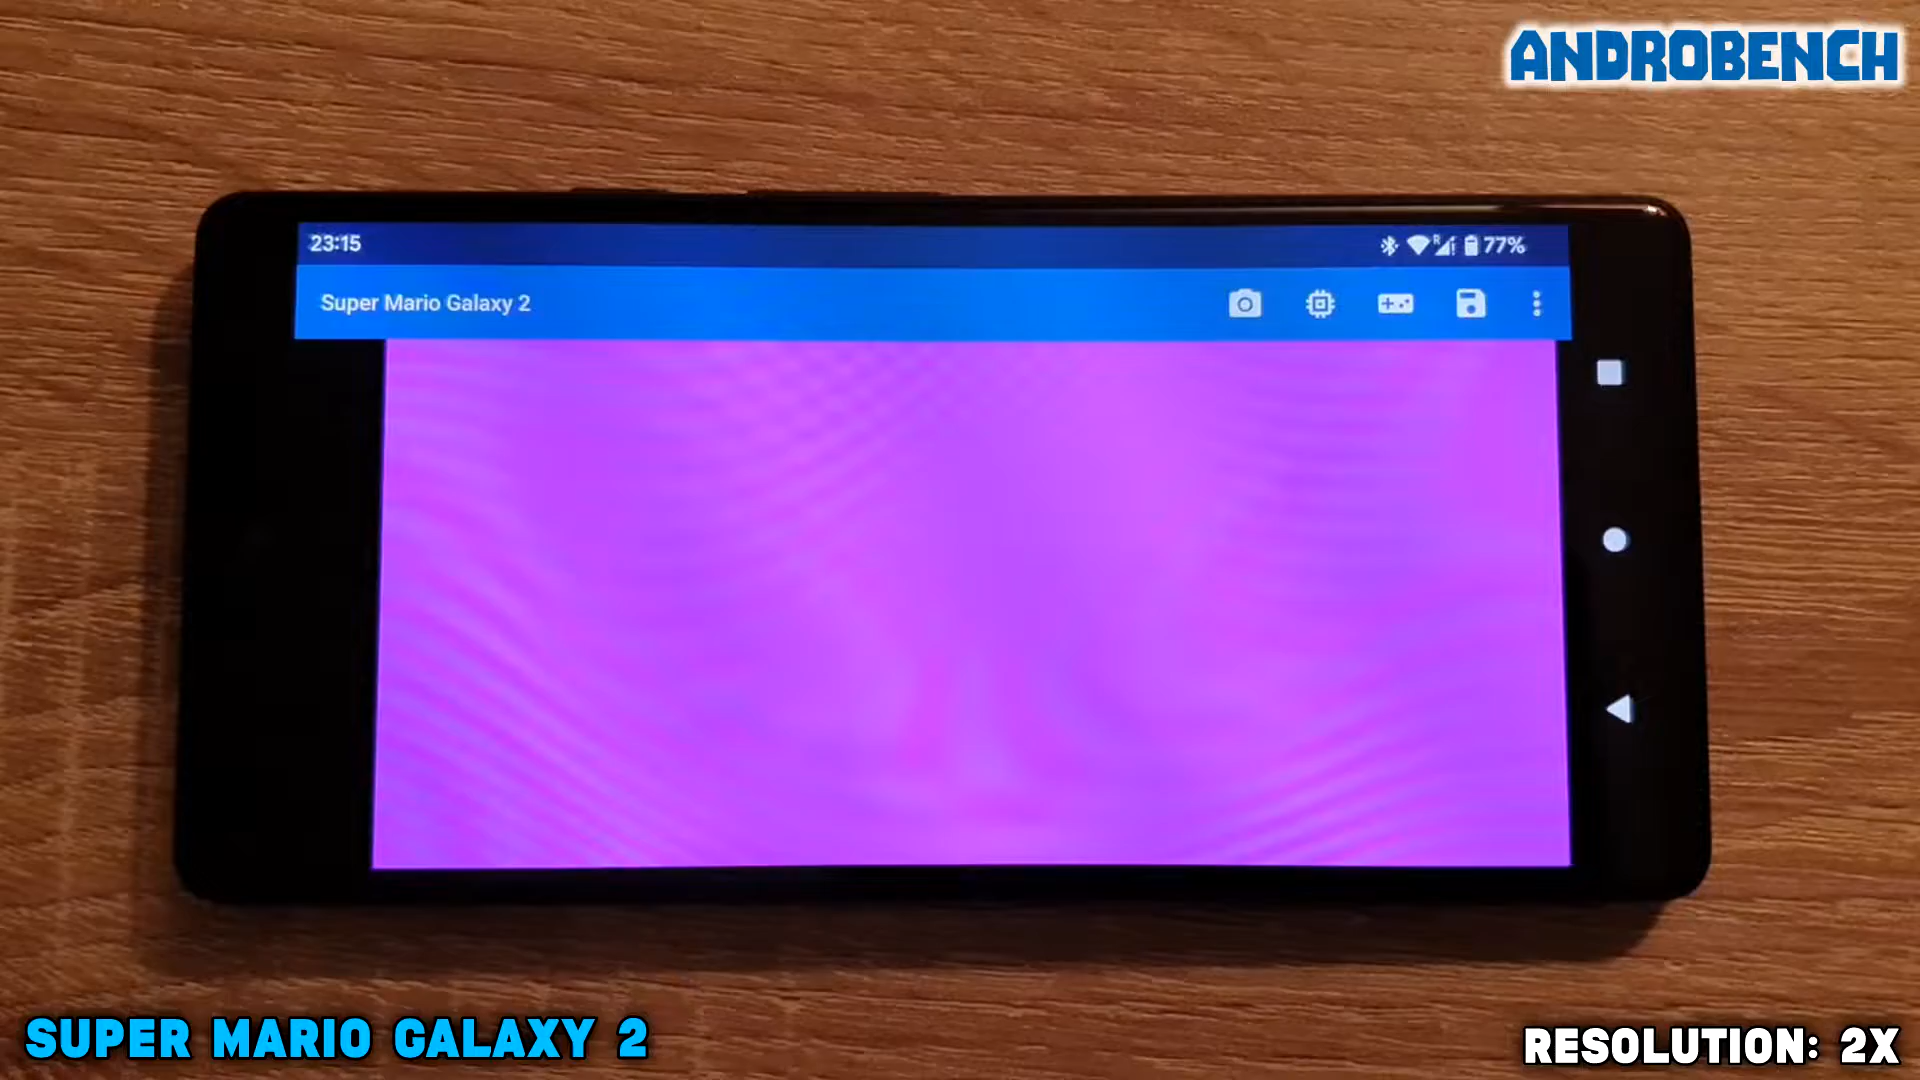 ANDROBENCH
23:15
R 77%
Super Mario Galaxy 2
SUPER MARIO GALAXY 2
RESOLUTION: 2X